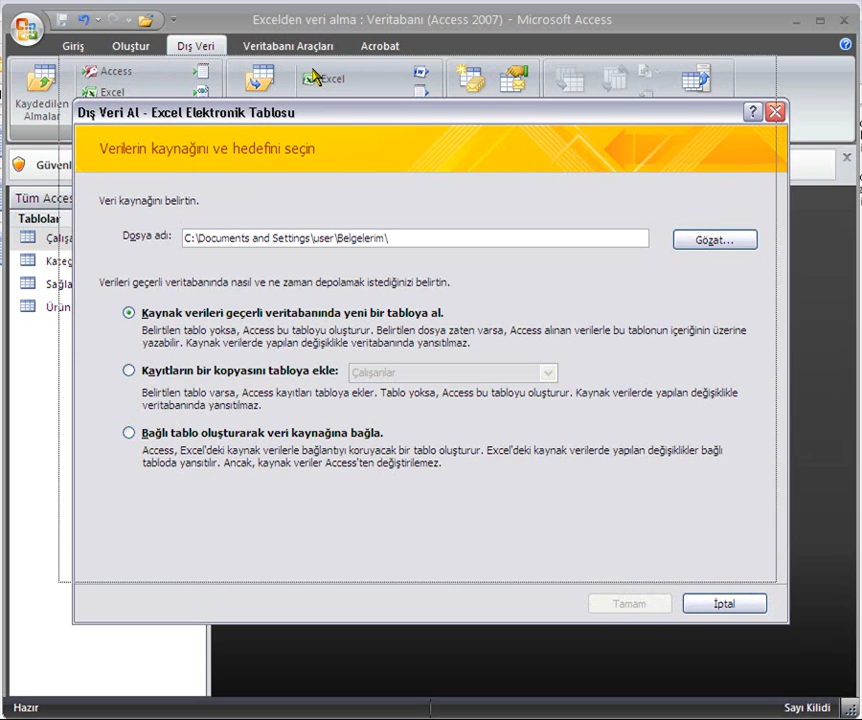 Excelden veri alma : Veritabanı (Access 2007) - Microsoft Access
Giriş Oluştur Dış Veri Veritabanı Araçları Acrobat
Access
Excel
Excel
Kaydedilen
Almalar
Dış Veri Al - Excel Elektronik Tablosu
Verilerin kaynağını ve hedefini seçin
Güvenl
Tüm Acces
Tablolar
Çalışa
Kateg
Sağla
Ürün
Veri kaynağını belirtin.
Dosya adı: C:\Documents and Settings\user\Belgelerim\
Gözat...
Verileri geçerli veritabanında nasıl ve ne zaman depolamak istediğinizi belirtin.
Kaynak verileri geçerli veritabanında yeni bir tabloya al.
Belirtilen tablo yoksa, Access bu tabloyu oluşturur. Belirtilen dosya zaten varsa, Access alınan verilerle bu tablonun içeriğinin üzerine
yazabilir. Kaynak verilerde yapılan değişiklikle veritabanında yansıtılmaz.
Kayıtların bir kopyasını tabloya ekle: Çalışanlar
Belirtilen tablo varsa, Access kayıtları tabloya ekler. Tablo yoksa, Access bu tabloyu oluşturur. Kaynak verilerde yapılan değişiklikle
veritabanında yansıtılmaz.
Bağlı tablo oluşturarak veri kaynağına bağla.
Access, Excel'deki kaynak verilerle bağlantıyı koruyacak bir tablo oluşturur. Excel'deki kaynak verilerde yapılan değişiklikler bağlı
tabloda yansıtılır. Ancak, kaynak veriler Access'ten değiştirilemez.
Tamam İptal
Hazır Sayı Kilidi